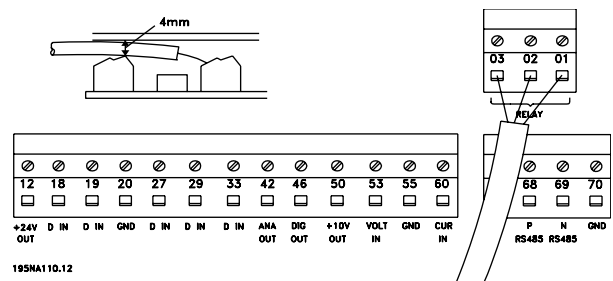 4mm
03 02 01
RELAY
12 18 19 20 27 29 33 42 46 50 53 55 60
+24V OUT D IN D IN GND D IN D IN D IN ANA OUT DIG OUT +10V OUT VOLT IN GND CUR IN
68 69 70
P RS485 N RS485 GND
195NA110.12